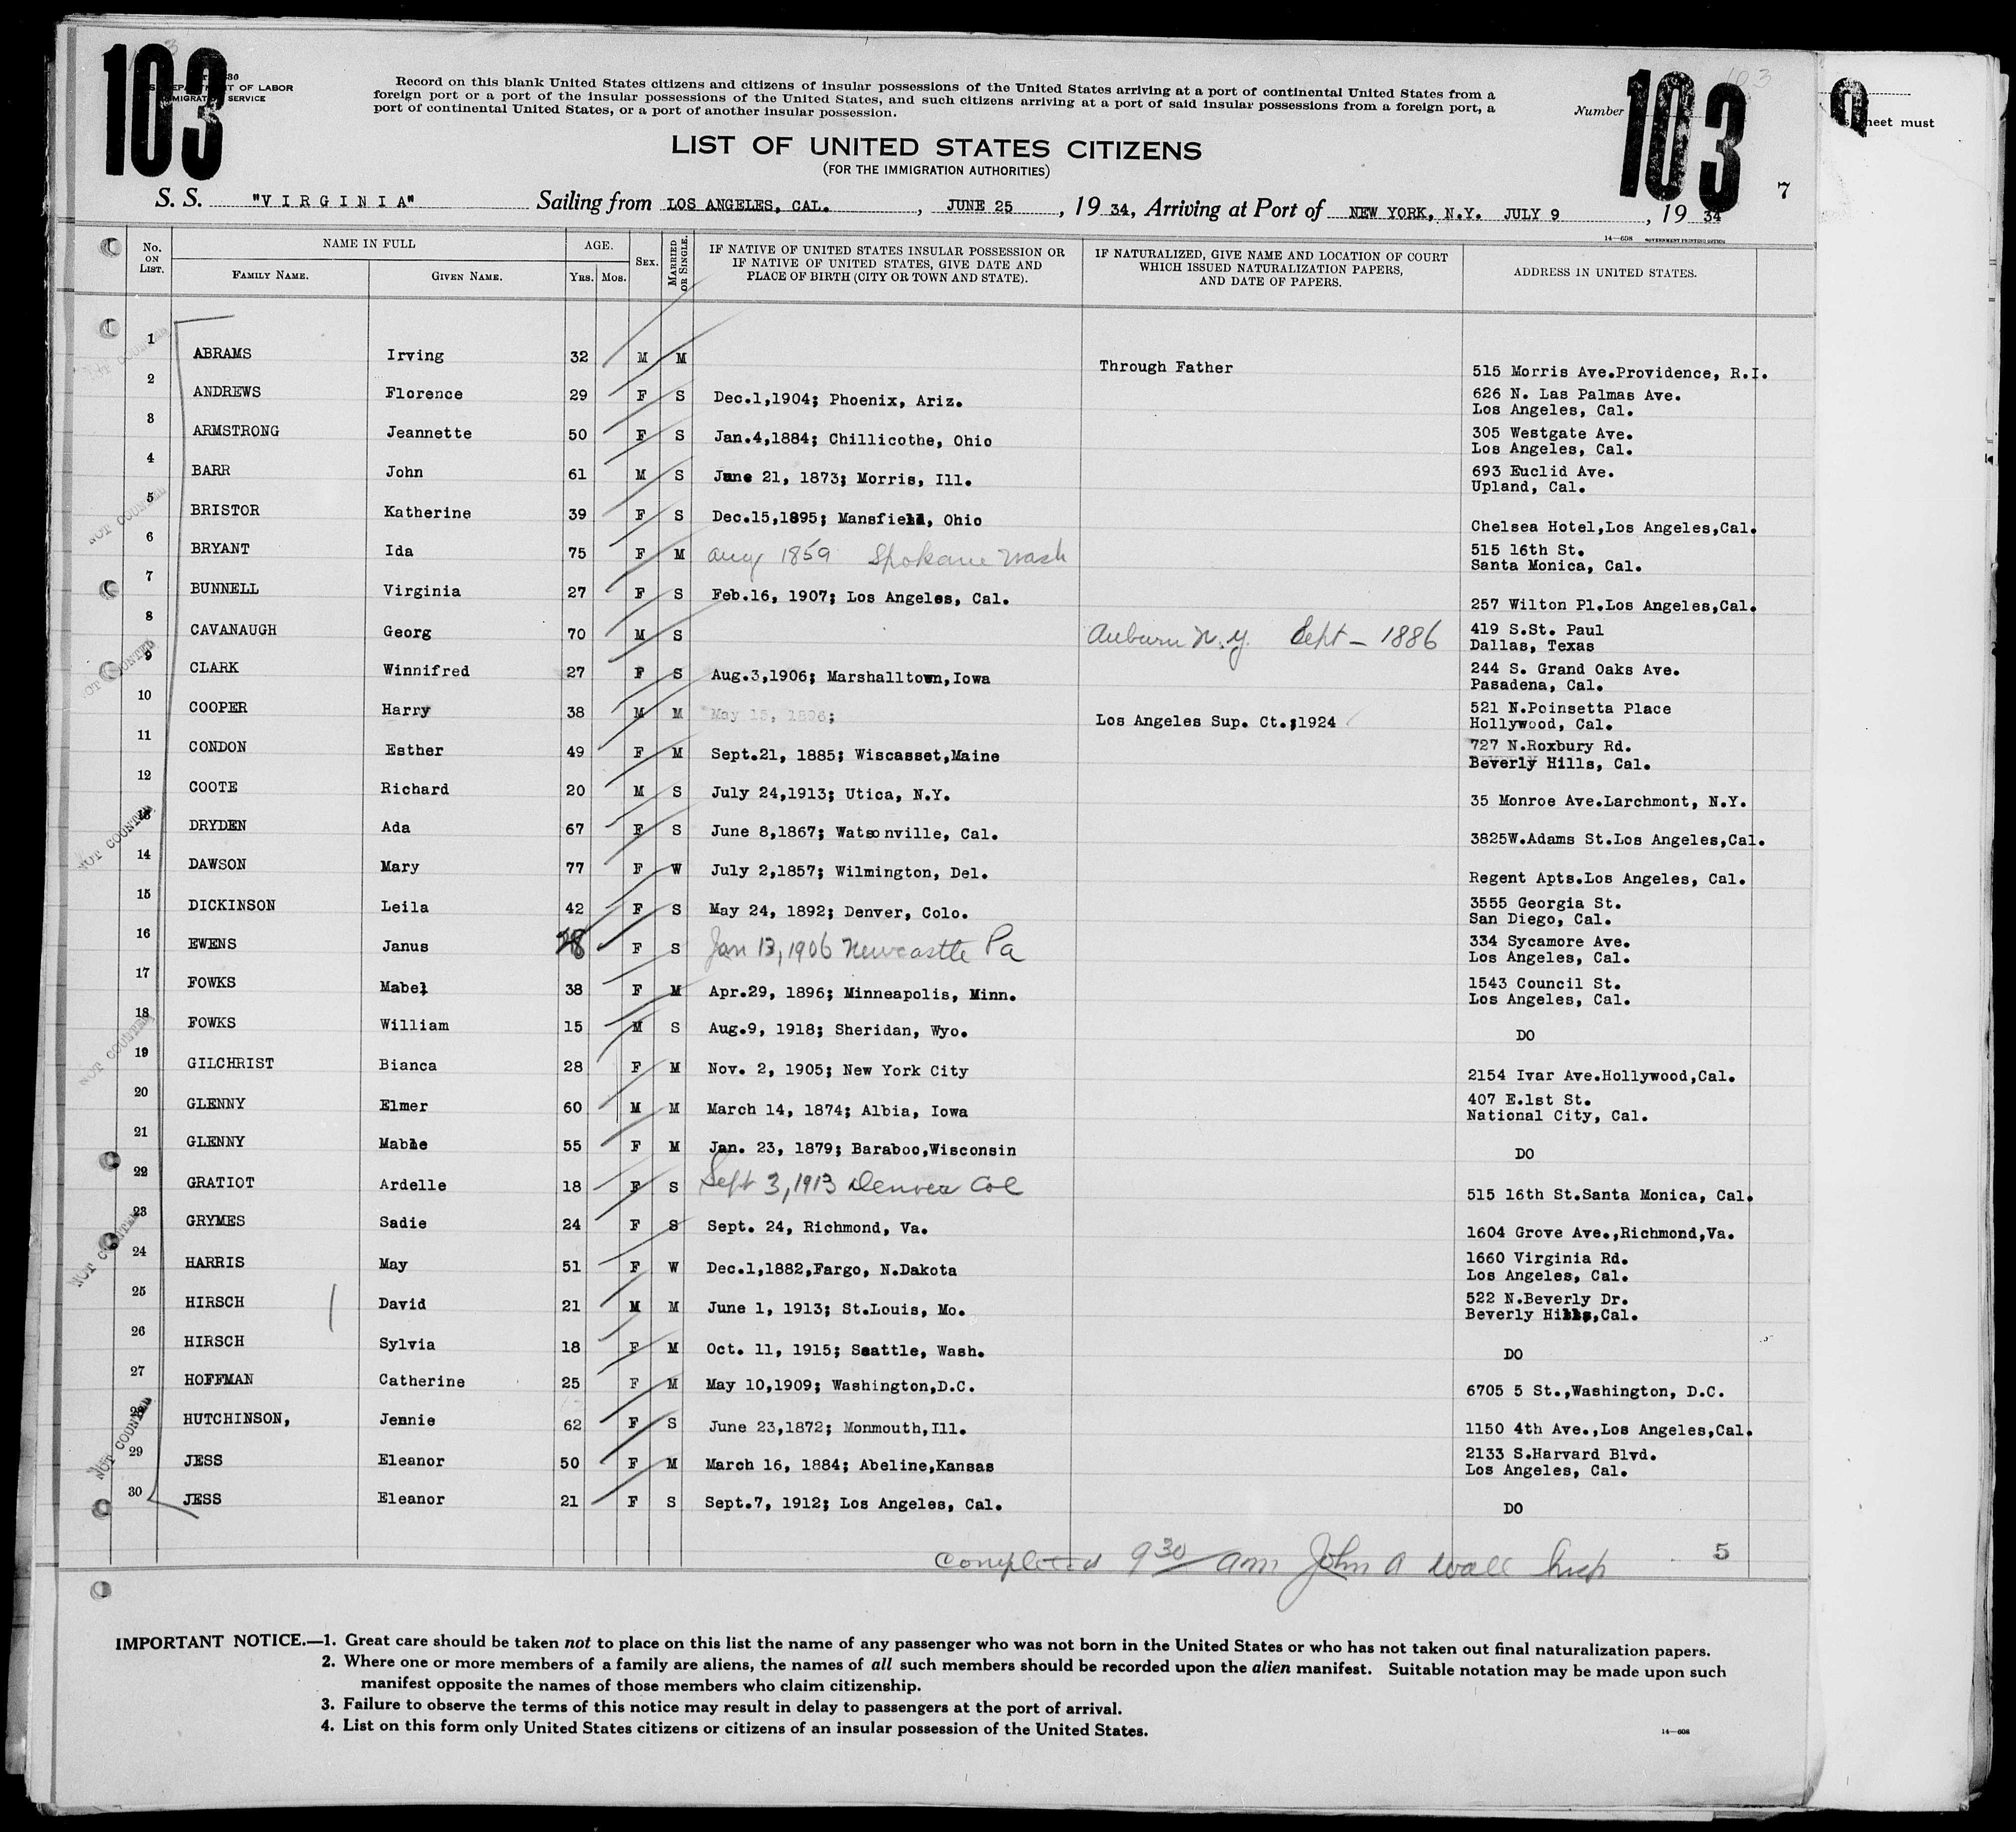 103
103
103
103
DEPARTMENT OF LABOR
IMMIGRATION SERVICE
Record on this blank United States citizens and citizens of insular possessions of the United States arriving at a port of continental United States from a
foreign port or a port of the insular possessions of the United States, and such citizens arriving at a port of said insular possessions from a foreign port, a
port of continental United States, or a port of another insular possession.
Number
sheet must
LIST OF UNITED STATES CITIZENS
(FOR THE IMMIGRATION AUTHORITIES)
7
S. S. "VIRGINIA" Sailing from LOS ANGELES, CAL., JUNE 25, 1934, Arriving at Port of NEW YORK, N.Y. JULY 9, 1934
14—608 GOVERNMENT PRINTING OFFICE
No. ON LIST. NAME IN FULL AGE. SEX. MARRIED OR SINGLE. IF NATIVE OF UNITED STATES INSULAR POSSESSION OR IF NATIVE OF UNITED STATES, GIVE DATE AND PLACE OF BIRTH (CITY OR TOWN AND STATE). IF NATURALIZED, GIVE NAME AND LOCATION OF COURT WHICH ISSUED NATURALIZATION PAPERS, AND DATE OF PAPERS. ADDRESS IN UNITED STATES.
FAMILY NAME. GIVEN NAME. YRS. MOS.
1 ABRAMS Irving 32 M M Through Father 515 Morris Ave.Providence, R.I.
2 ANDREWS Florence 29 F S Dec.1,1904; Phoenix, Ariz. 626 N. Las Palmas Ave. Los Angeles, Cal.
3 ARMSTRONG Jeannette 50 F S Jan.4,1884; Chillicothe, Ohio 305 Westgate Ave. Los Angeles, Cal.
4 BARR John 61 M S June 21, 1873; Morris, Ill. 693 Euclid Ave. Upland, Cal.
5 BRISTOR Katherine 39 F S Dec.15,1895; Mansfield, Ohio Chelsea Hotel,Los Angeles,Cal.
6 BRYANT Ida 75 F M Aug 1859 Spokane Wash 515 16th St. Santa Monica, Cal.
7 BUNNELL Virginia 27 F S Feb.16, 1907; Los Angeles, Cal. 257 Wilton Pl.Los Angeles,Cal.
8 CAVANAUGH Georg 70 M S Auburn N.Y. Sept — 1886 419 S.St. Paul Dallas, Texas
9 CLARK Winnifred 27 F S Aug.3,1906; Marshalltown,Iowa 244 S. Grand Oaks Ave. Pasadena, Cal.
10 COOPER Harry 38 M M May 15, 1896; Los Angeles Sup. Ct.;1924 521 N.Poinsetta Place Hollywood, Cal.
11 CONDON Esther 49 F M Sept.21, 1885; Wiscasset,Maine 727 N.Roxbury Rd. Beverly Hills, Cal.
12 COOTE Richard 20 M S July 24,1913; Utica, N.Y. 35 Monroe Ave.Larchmont, N.Y.
13 DRYDEN Ada 67 F S June 8,1867; Watsonville, Cal. 3825W.Adams St.Los Angeles,Cal.
14 DAWSON Mary 77 F W July 2,1857; Wilmington, Del. Regent Apts.Los Angeles, Cal.
15 DICKINSON Leila 42 F S May 24, 1892; Denver, Colo. 3555 Georgia St. San Diego, Cal.
16 EWENS Janus 28 F S Jan 13, 1906 Newcastle Pa 334 Sycamore Ave. Los Angeles, Cal.
17 FOWKS Mabel 38 F M Apr.29, 1896; Minneapolis, Minn. 1543 Council St. Los Angeles, Cal.
18 FOWKS William 15 M S Aug.9, 1918; Sheridan, Wyo. DO
19 GILCHRIST Bianca 28 F M Nov. 2, 1905; New York City 2154 Ivar Ave.Hollywood,Cal.
20 GLENNY Elmer 60 M M March 14, 1874; Albia, Iowa 407 E.1st St. National City, Cal.
21 GLENNY Mable 55 F M Jan. 23, 1879; Baraboo,Wisconsin DO
22 GRATIOT Ardelle 18 F S Sept 3, 1913 Denver Col 515 16th St.Santa Monica, Cal.
23 GRYMES Sadie 24 F S Sept. 24, Richmond, Va. 1604 Grove Ave.,Richmond,Va.
24 HARRIS May 51 F W Dec.1,1882,Fargo, N.Dakota 1660 Virginia Rd. Los Angeles, Cal.
25 HIRSCH David 21 M M June 1, 1913; St.Louis, Mo. 522 N.Beverly Dr. Beverly Hills,Cal.
26 HIRSCH Sylvia 18 F M Oct. 11, 1915; Seattle, Wash. DO
27 HOFFMAN Catherine 25 F M May 10,1909; Washington,D.C. 6705 5 St.,Washington, D.C.
28 HUTCHINSON, Jennie 62 F S June 23,1872; Monmouth,Ill. 1150 4th Ave.,Los Angeles,Cal.
29 JESS Eleanor 50 F M March 16, 1884; Abeline,Kansas 2133 S.Harvard Blvd. Los Angeles, Cal.
30 JESS Eleanor 21 F S Sept.7, 1912; Los Angeles, Cal. DO
NOT COUNTED
NOT COUNTED
NOT COUNTED
NOT COUNTED
NOT COUNTED
NOT COUNTED
NOT COUNTED
completed 9 30 am John A Wall Insp
5
IMPORTANT NOTICE.—1. Great care should be taken not to place on this list the name of any passenger who was not born in the United States or who has not taken out final naturalization papers.
2. Where one or more members of a family are aliens, the names of all such members should be recorded upon the alien manifest. Suitable notation may be made upon such
manifest opposite the names of those members who claim citizenship.
3. Failure to observe the terms of this notice may result in delay to passengers at the port of arrival.
4. List on this form only United States citizens or citizens of an insular possession of the United States.
14—608